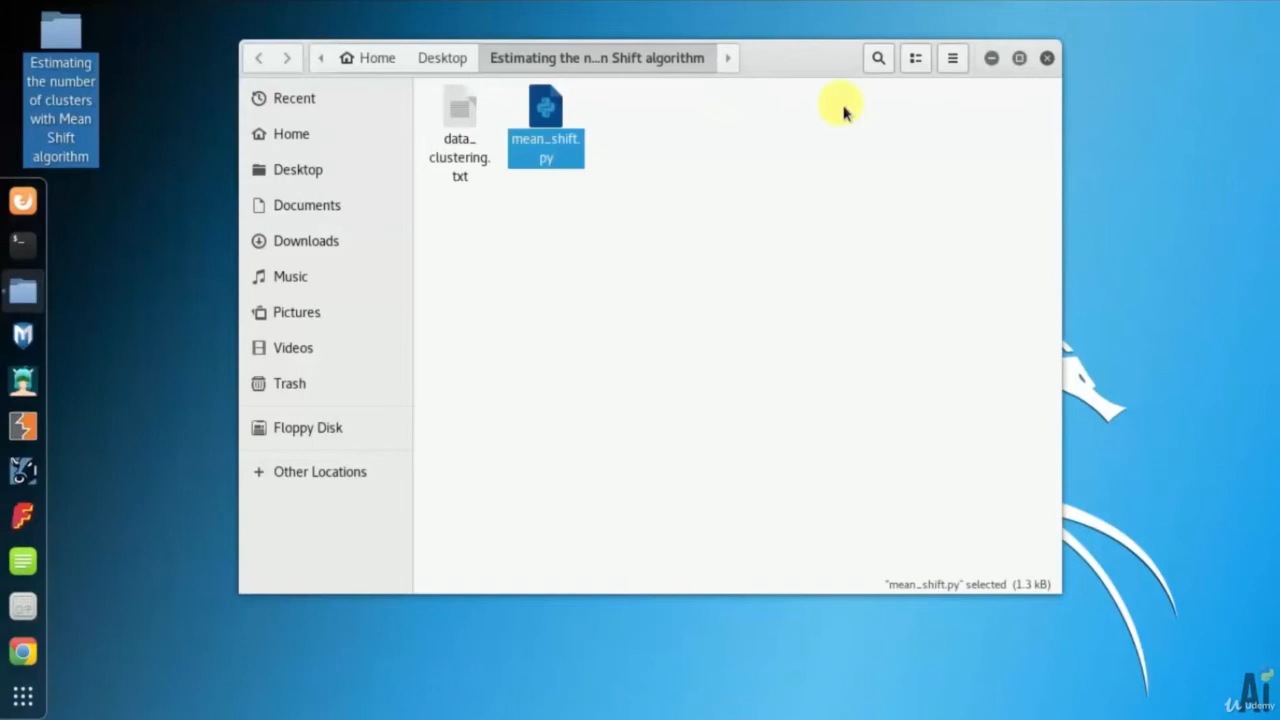 Estimating
the number
of clusters
with Mean
Shift
algorithm
Home
Desktop
Estimating the n...n Shift algorithm
Recent
Home
Desktop
Documents
Downloads
Music
Pictures
Videos
Trash
Floppy Disk
+ Other Locations
data_
clustering.
txt
mean_shift.
py
"mean_shift.py" selected (1.3 kB)
Ai
Udemy